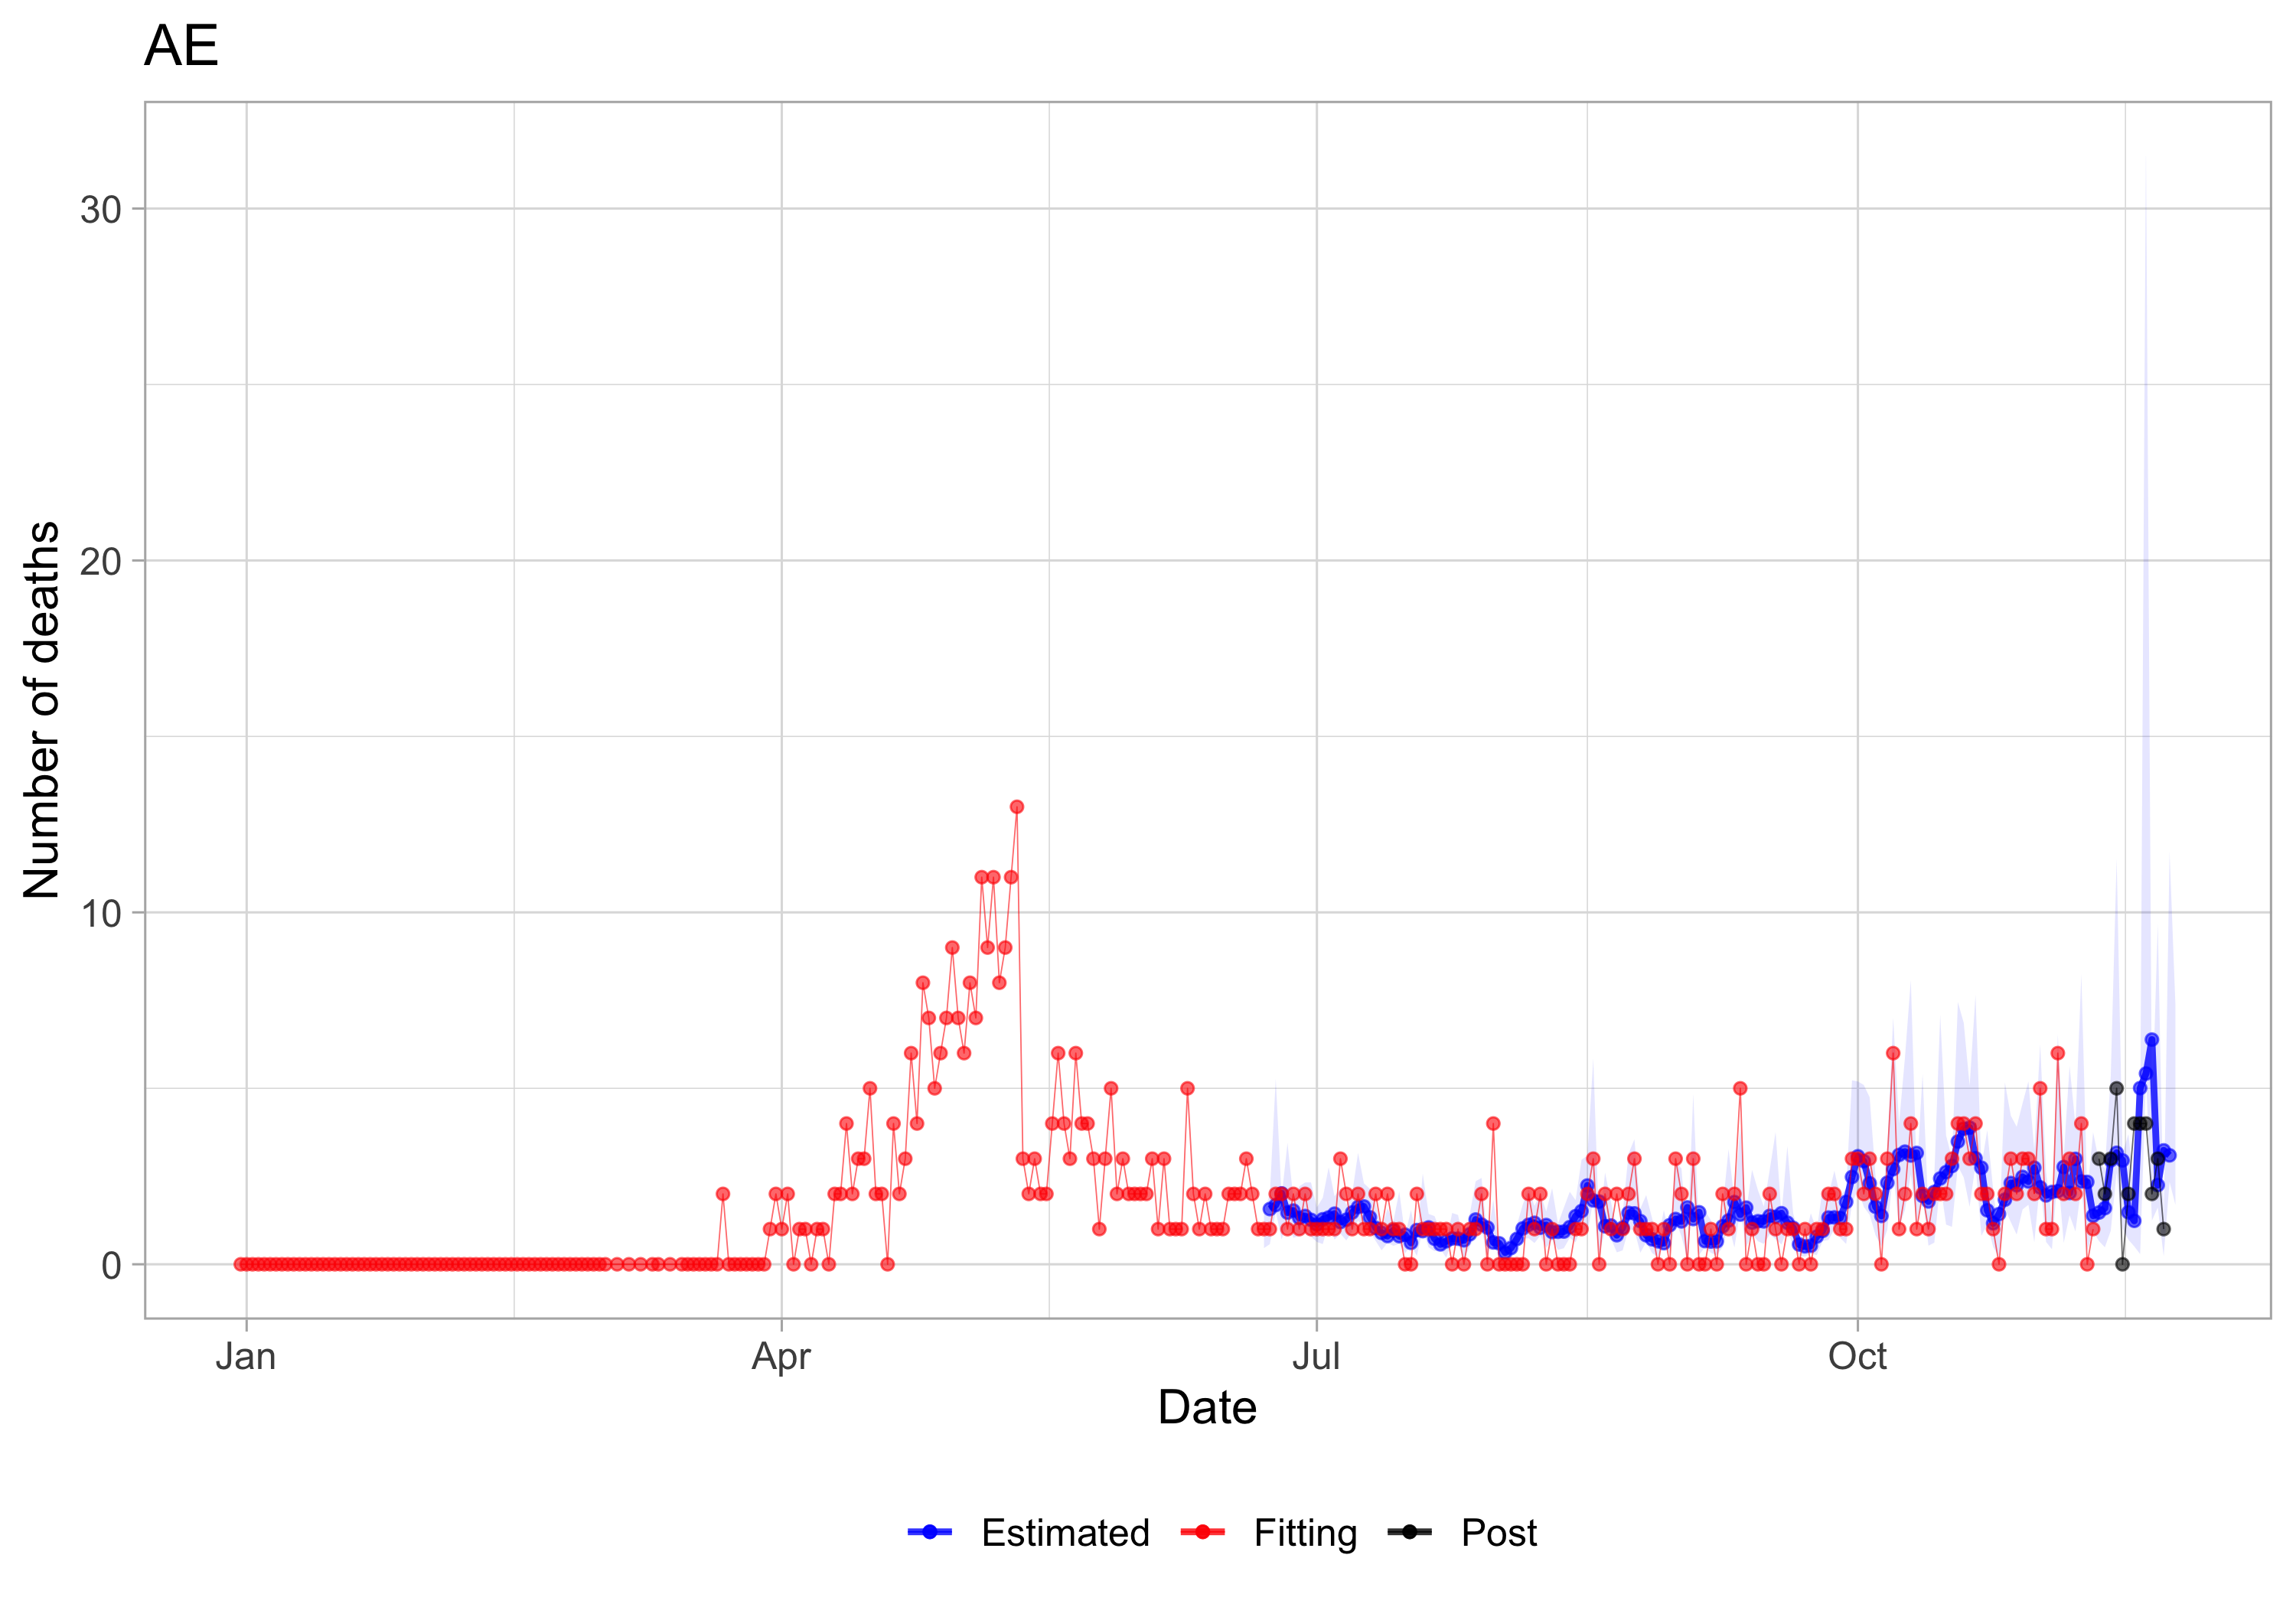 AE
Number of deaths
30
20
10
0
Jan Apr Jul Oct
Date
Estimated Fitting Post